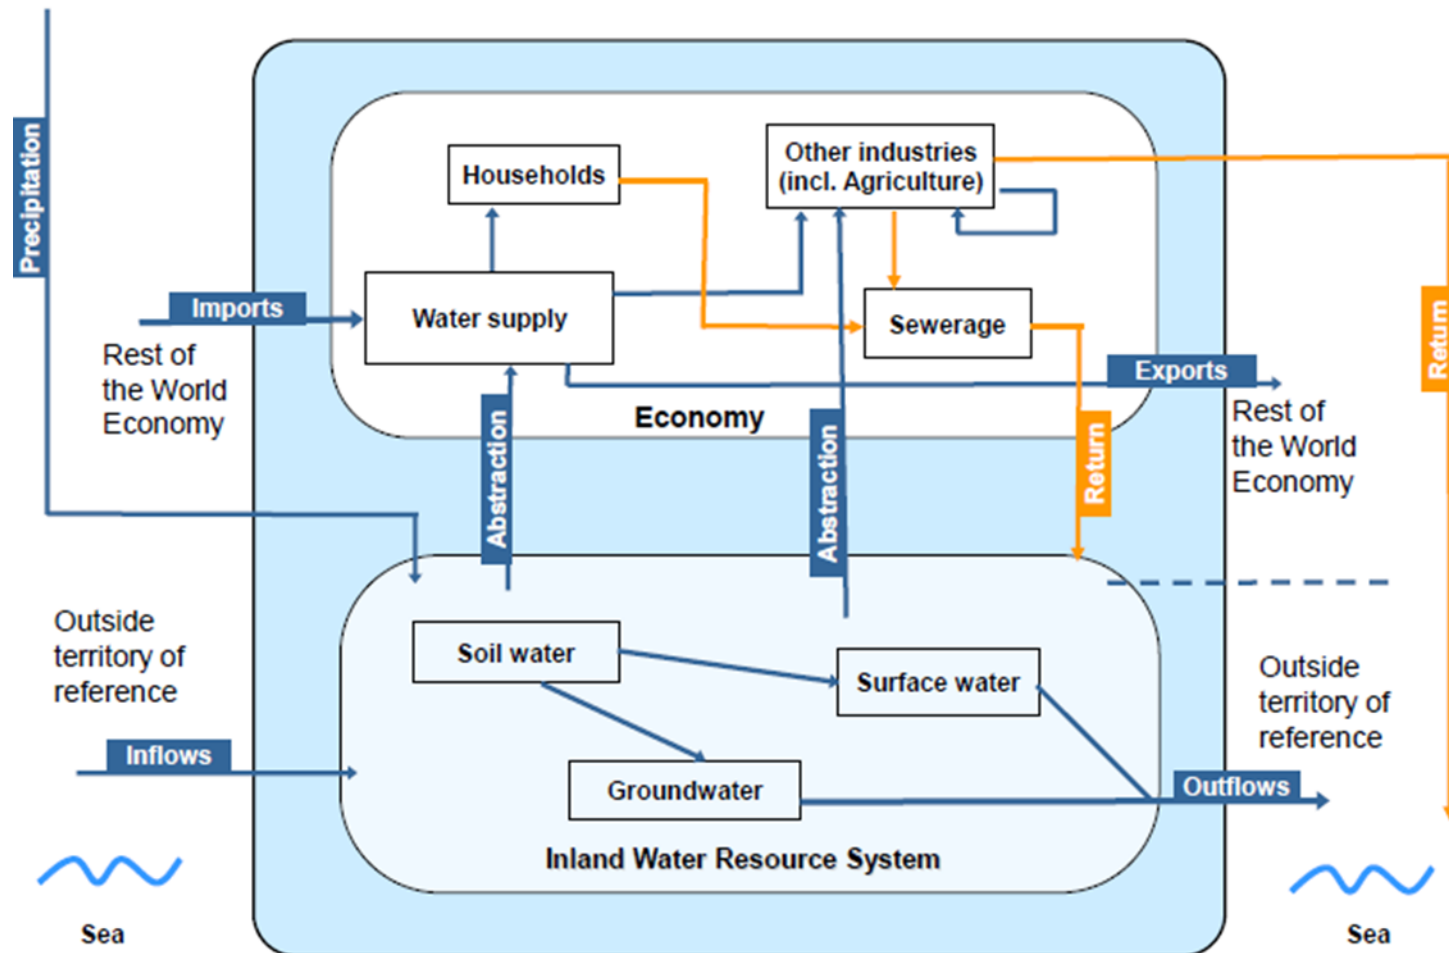 Precipitation
Households
Other industries
(incl. Agriculture)
Imports
Water supply
Sewerage
Rest of
the World
Economy
Exports
Return
Economy
Rest of
the World
Economy
Abstraction
Abstraction
Return
Outside
territory of
reference
Soil water
Surface water
Outside
territory of
reference
Inflows
Groundwater
Outflows
Inland Water Resource System
Sea
Sea